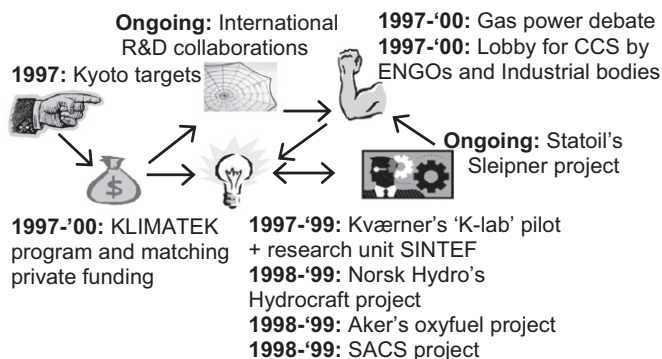 Ongoing: International
R&D collaborations
1997-‘00: Gas power debate
1997-‘00: Lobby for CCS by
ENGOs and Industrial bodies
1997: Kyoto targets
$
Ongoing: Statoil’s
Sleipner project
1997-’00: KLIMATEK
program and matching
private funding
1997-‘99: Kværner’s ‘K-lab’ pilot
+ research unit SINTEF
1998-‘99: Norsk Hydro’s
Hydrocraft project
1998-‘99: Aker’s oxyfuel project
1998-‘99: SACS project